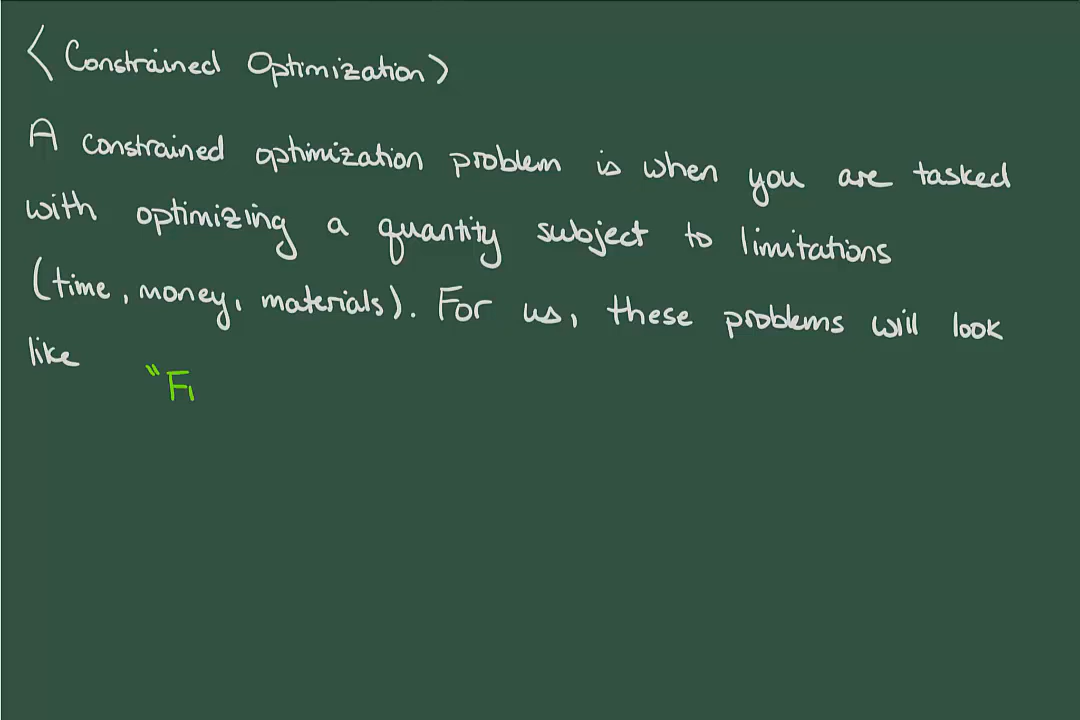 <Constrained Optimization>
A constrained optimization problem is when you are tasked
with optimizing a quantity subject to limitations
(time, money, materials). For us, these problems will look
like "Fi